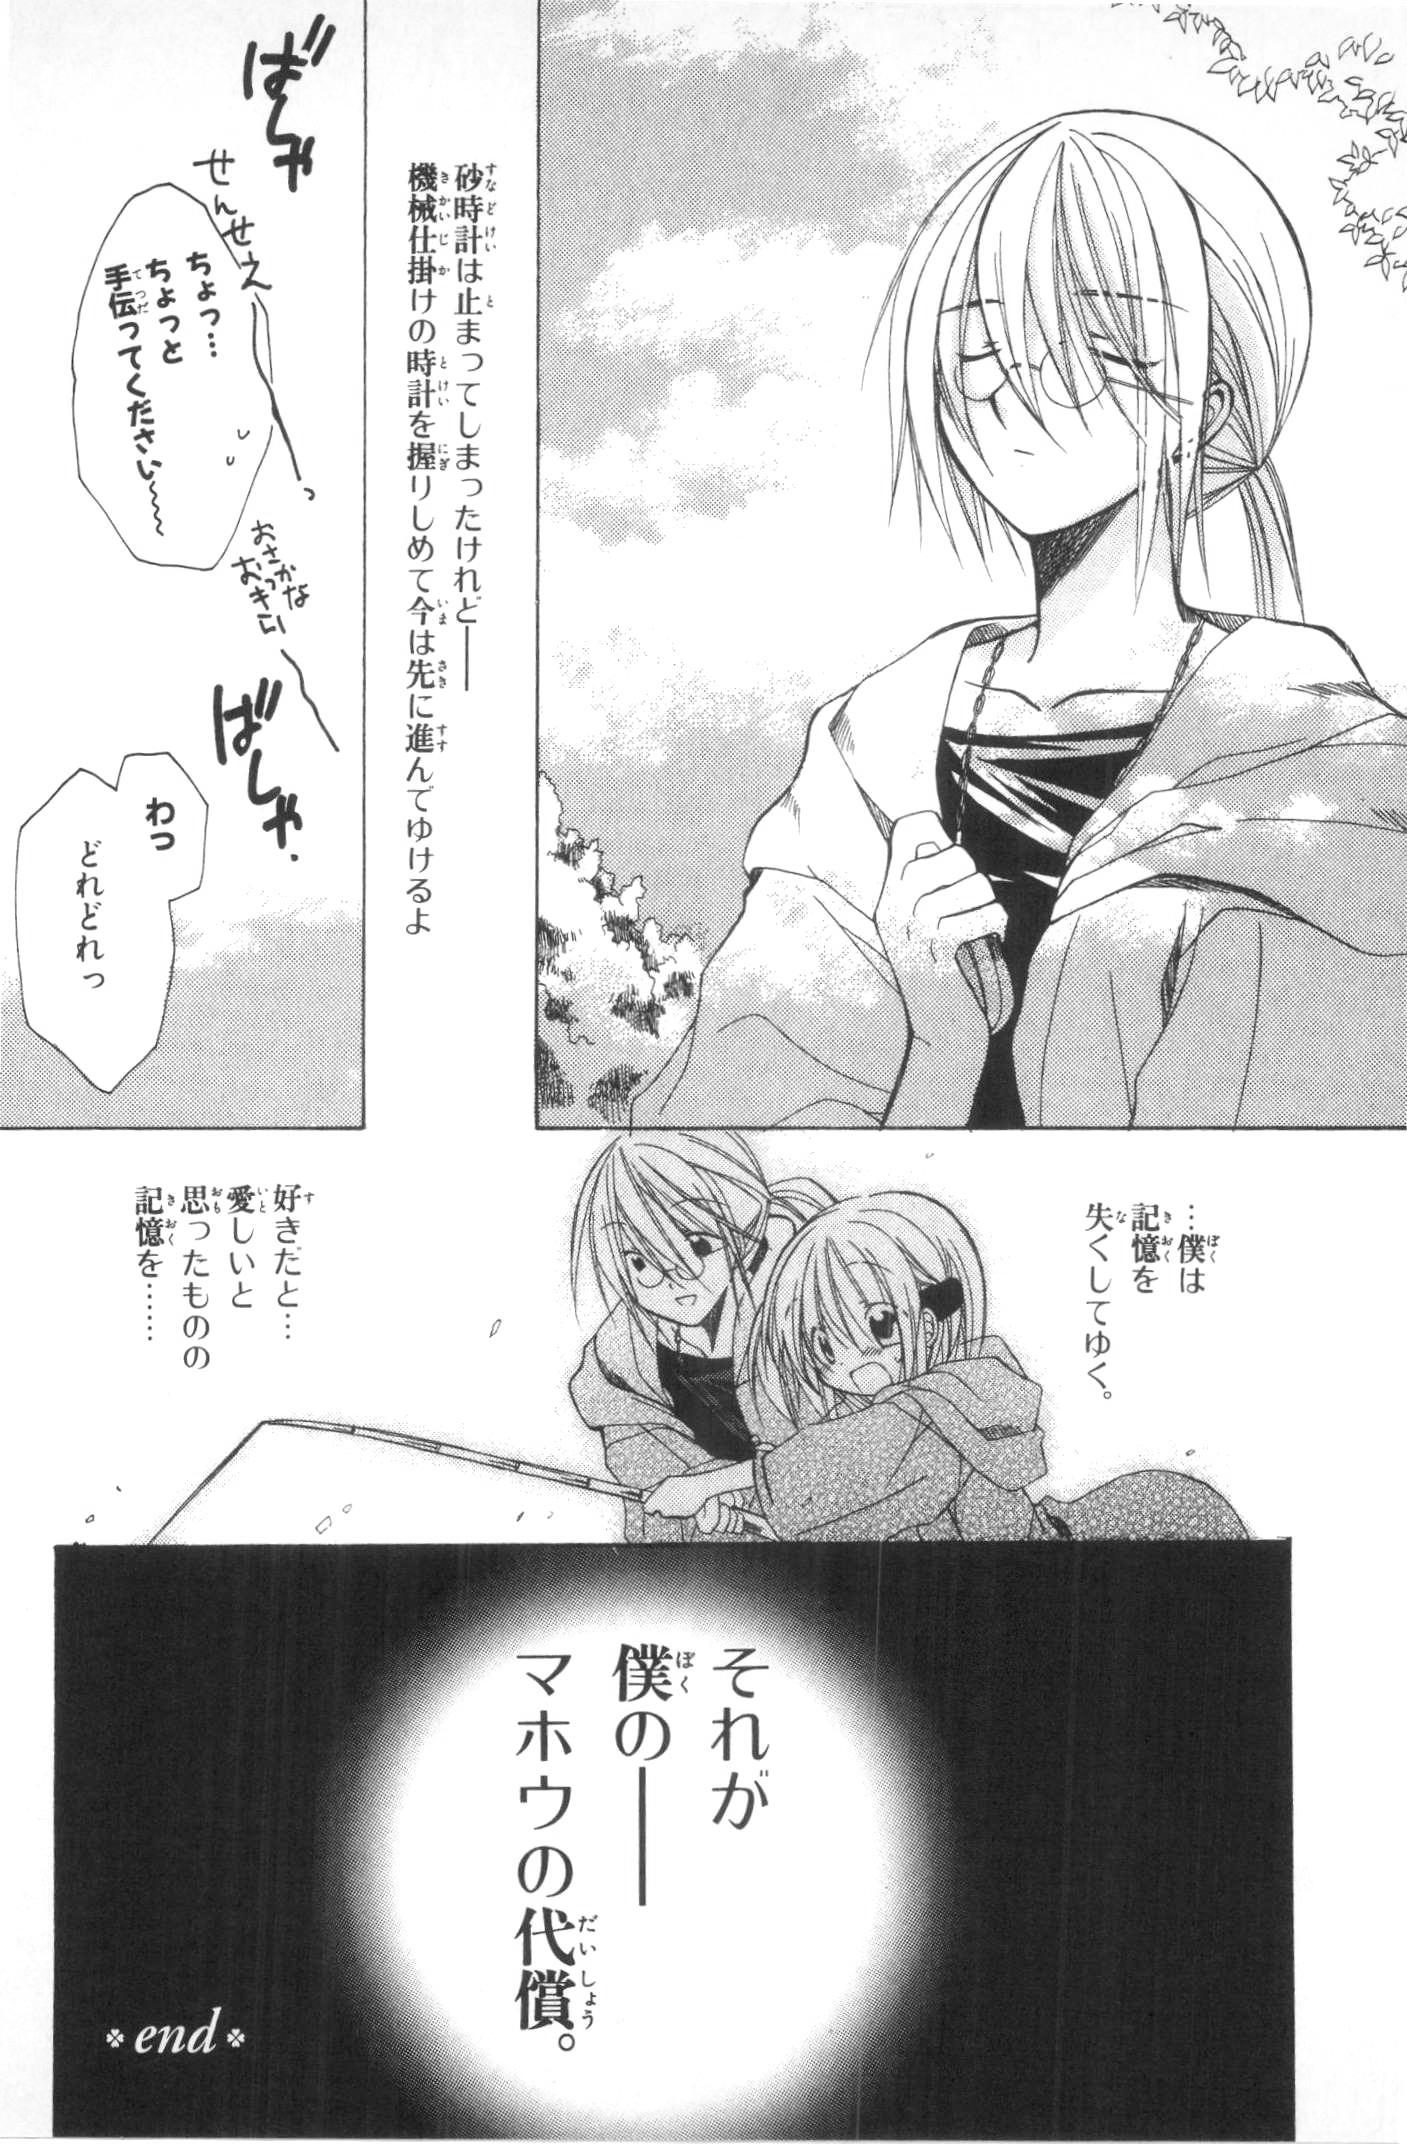 砂時計は止まってしまったけれど――
機械仕掛けの時計を握りしめて今は先に進んでゆけるよ
ばしゃ
せんせえーっ
ちょっ…
ちょっと
手伝ってください～～
おさかな
おっきいー
ばしゃ.
わっ
どれどれっ
…僕は
記憶を
失くしてゆく。
好きだと…
愛しいと
思ったものの
記憶を……
それが
僕の――
マホウの代償。
end